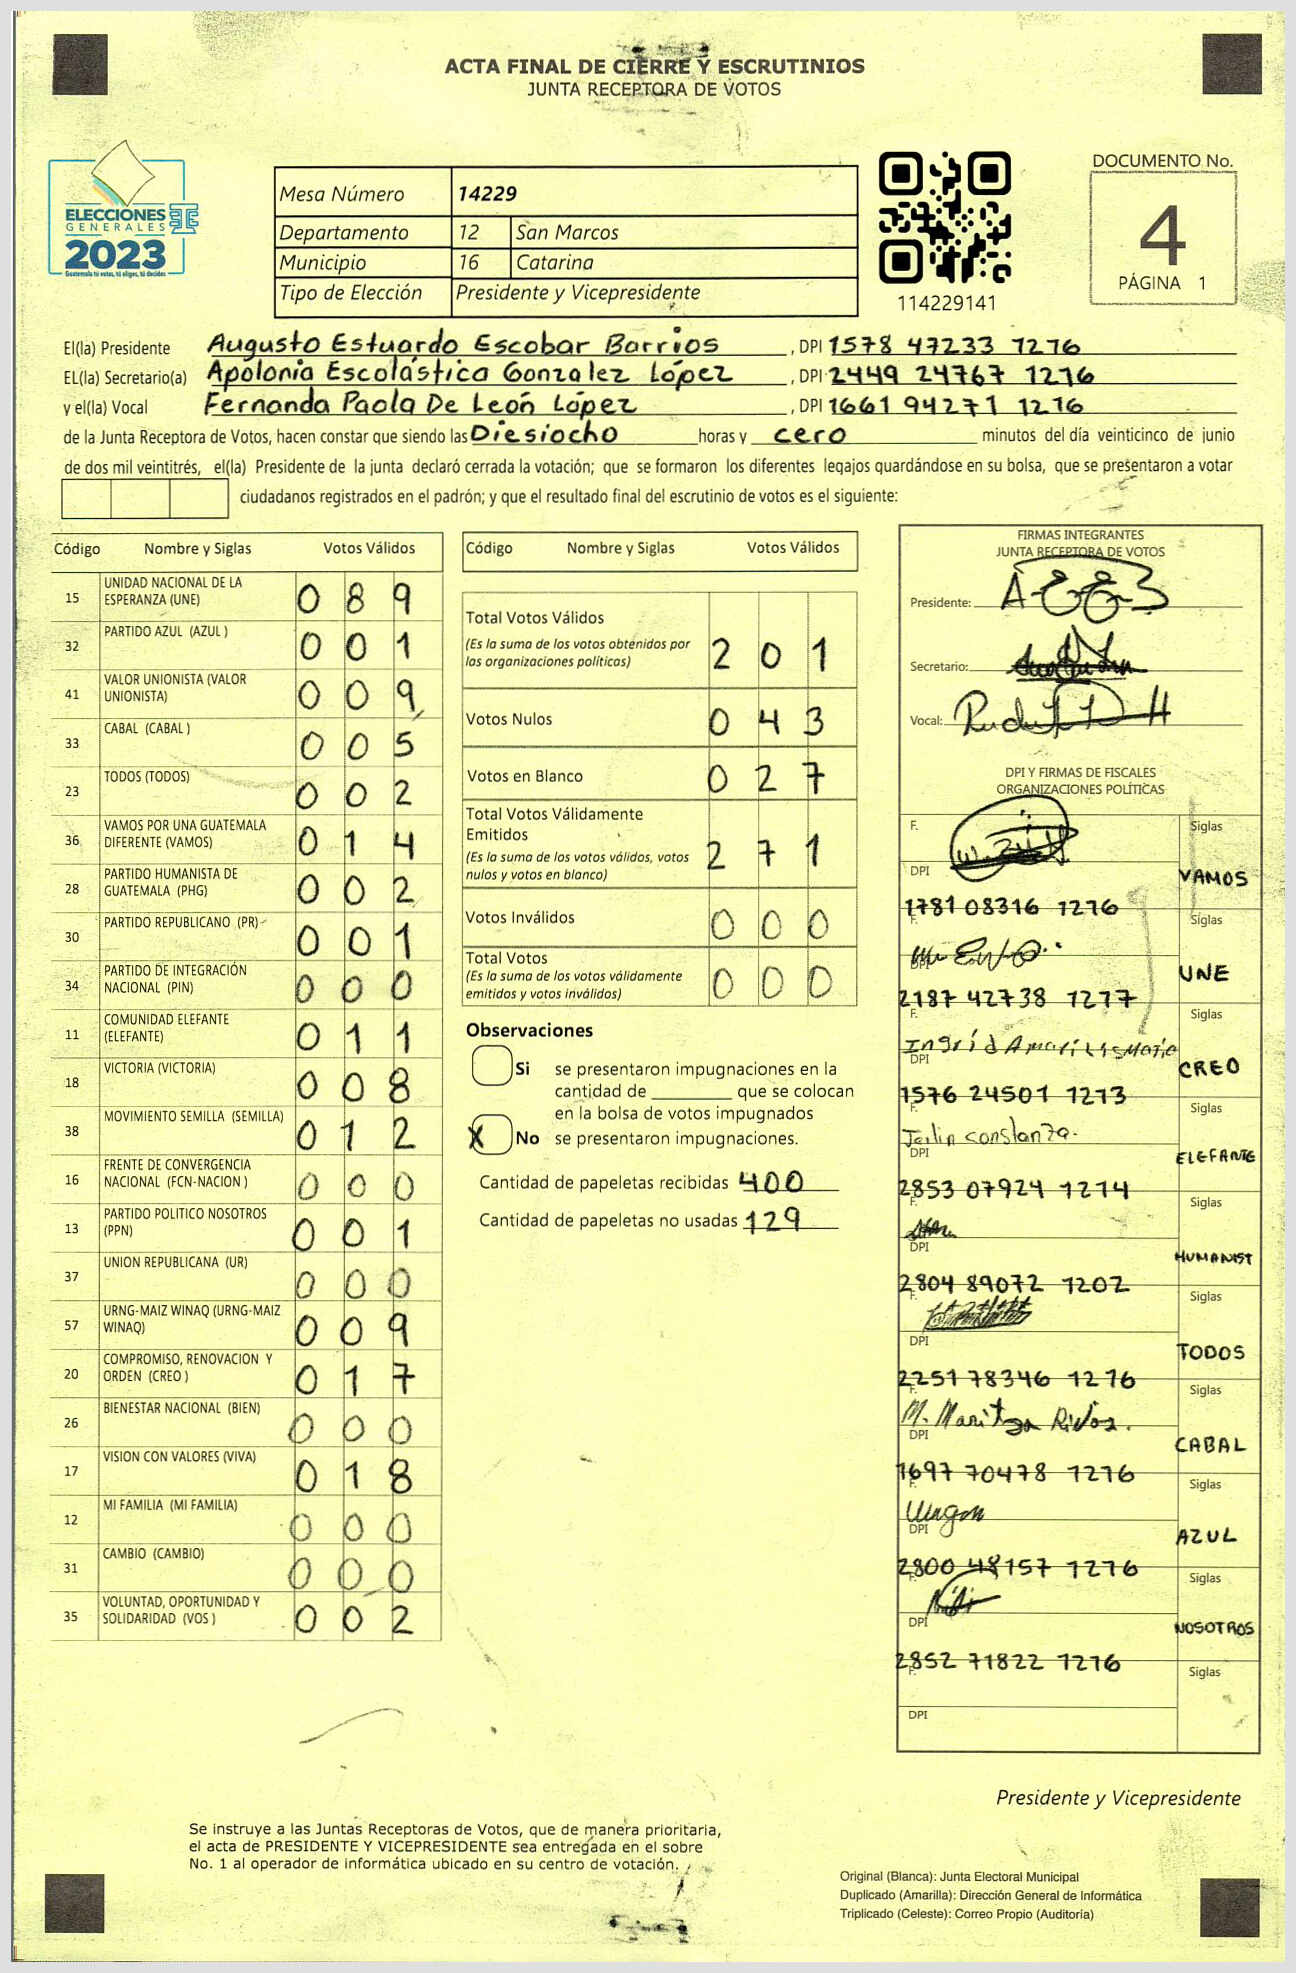 ACTA FINAL DE CIERRE Y ESCRUTINIOS
JUNTA RECEPTORA DE VOTOS
ELECCIONES
GENERALES
2023
Guatemala tú votas, tú eliges, tú decides
Mesa Número 14229
Departamento 12 San Marcos
Municipio 16 Catarina
Tipo de Elección Presidente y Vicepresidente
114229141
DOCUMENTO No.
4
PÁGINA 1
El(la) Presidente Augusto Estuardo Escobar Barrios, DPI 1578 47233 1216
EL(la) Secretario(a) Apolonia Escolástica Gonzalez López, DPI 2449 24767 1216
y el(la) Vocal Fernanda Paola De León López, DPI 1661 94271 1216
de la Junta Receptora de Votos, hacen constar que siendo las Diesiocho horas y cero minutos del día veinticinco de junio
de dos mil veintitrés, el(la) Presidente de la junta declaró cerrada la votación; que se formaron los diferentes legajos quardándose en su bolsa, que se presentaron a votar
ciudadanos registrados en el padrón; y que el resultado final del escrutinio de votos es el siguiente:
Código Nombre y Siglas Votos Válidos
15 UNIDAD NACIONAL DE LA ESPERANZA (UNE) 0 8 9
32 PARTIDO AZUL (AZUL ) 0 0 1
41 VALOR UNIONISTA (VALOR UNIONISTA) 0 0 9
33 CABAL (CABAL ) 0 0 5
23 TODOS (TODOS) 0 0 2
36 VAMOS POR UNA GUATEMALA DIFERENTE (VAMOS) 0 1 4
28 PARTIDO HUMANISTA DE GUATEMALA (PHG) 0 0 2
30 PARTIDO REPUBLICANO (PR) 0 0 1
34 PARTIDO DE INTEGRACIÓN NACIONAL (PIN) 0 0 0
11 COMUNIDAD ELEFANTE (ELEFANTE) 0 1 1
18 VICTORIA (VICTORIA) 0 0 8
38 MOVIMIENTO SEMILLA (SEMILLA) 0 1 2
16 FRENTE DE CONVERGENCIA NACIONAL (FCN-NACION ) 0 0 0
13 PARTIDO POLITICO NOSOTROS (PPN) 0 0 1
37 UNION REPUBLICANA (UR) 0 0 0
57 URNG-MAIZ WINAQ (URNG-MAIZ WINAQ) 0 0 9
20 COMPROMISO, RENOVACION Y ORDEN (CREO ) 0 1 7
26 BIENESTAR NACIONAL (BIEN) 0 0 0
17 VISION CON VALORES (VIVA) 0 1 8
12 MI FAMILIA (MI FAMILIA) 0 0 0
31 CAMBIO (CAMBIO) 0 0 0
35 VOLUNTAD, OPORTUNIDAD Y SOLIDARIDAD (VOS ) 0 0 2
Código Nombre y Siglas Votos Válidos
Total Votos Válidos 2 0 1
(Es la suma de los votos obtenidos por
las organizaciones políticas)
Votos Nulos 0 4 3
Votos en Blanco 0 2 7
Total Votos Válidamente
Emitidos 2 7 1
(Es la suma de los votos válidos, votos
nulos y votos en blanco)
Votos Inválidos 0 0 0
Total Votos 0 0 0
(Es la suma de los votos válidamente
emitidos y votos inválidos)
Observaciones
Si se presentaron impugnaciones en la
cantidad de ________ que se colocan
en la bolsa de votos impugnados
X No se presentaron impugnaciones.
Cantidad de papeletas recibidas 400
Cantidad de papeletas no usadas 129
FIRMAS INTEGRANTES
JUNTA RECEPTORA DE VOTOS
Presidente:
Secretario:
Vocal:
DPI Y FIRMAS DE FISCALES
ORGANIZACIONES POLÍTICAS
F. Siglas
DPI VAMOS
1781 08316 1216
F. Siglas
DPI UNE
2187 42738 1217
F. Siglas
Ingrid
DPI CREO
1576 24501 1213
F. Siglas
constanza.
DPI ELEFANTE
2853 07924 1214
F. Siglas
DPI HUMANIST
2804 89072 1202
F. Siglas
DPI TODOS
2251 78346 1216
F. Siglas
M. Maritza Rivas.
DPI CABAL
1697 70478 1216
F. Siglas
DPI AZUL
2800 48157 1216
F. Siglas
DPI NOSOTROS
2852 71822 1216
F. Siglas
DPI
Presidente y Vicepresidente
Se instruye a las Juntas Receptoras de Votos, que de manera prioritaria,
el acta de PRESIDENTE Y VICEPRESIDENTE sea entregada en el sobre
No. 1 al operador de informática ubicado en su centro de votación.
Original (Blanca): Junta Electoral Municipal
Duplicado (Amarilla): Dirección General de Informática
Triplicado (Celeste): Correo Propio (Auditoría)